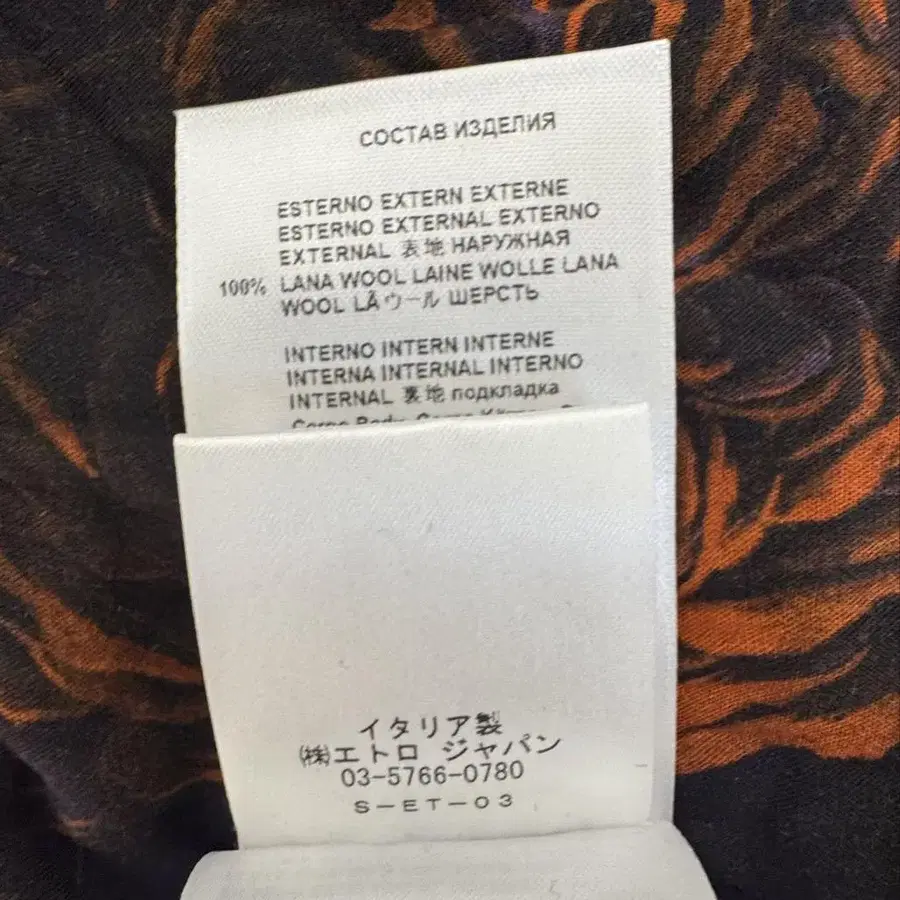 СОСТАВ ИЗДЕЛИЯ
ESTERNO EXTERN EXTERNE
ESTERNO EXTERNAL EXTERNO
EXTERNAL 表地 НАРУЖНАЯ
100% LANA WOOL LAINE WOLLE LANA
WOOL LÃ ウール ШЕРСТЬ
INTERNO INTERN INTERNE
INTERNA INTERNAL INTERNO
INTERNAL 裏地 подкладка
イタリア製
㈱エトロ ジャパン
03-5766-0780
S-ET-03